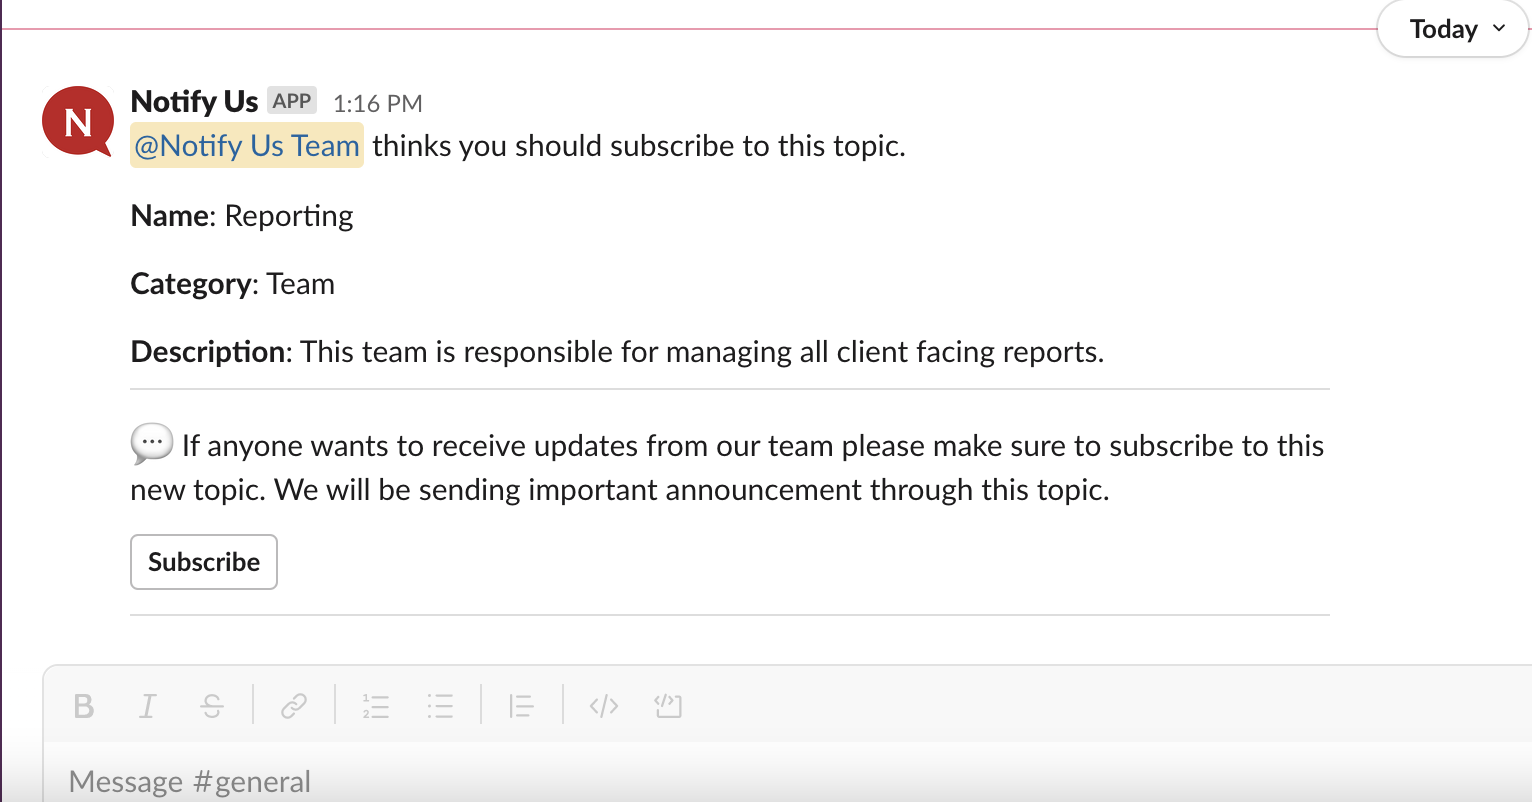 Today
N
Notify Us APP 1:16 PM
@Notify Us Team thinks you should subscribe to this topic.
Name: Reporting
Category: Team
Description: This team is responsible for managing all client facing reports.
💬 If anyone wants to receive updates from our team please make sure to subscribe to this
new topic. We will be sending important announcement through this topic.
Subscribe
B I S
Message #general